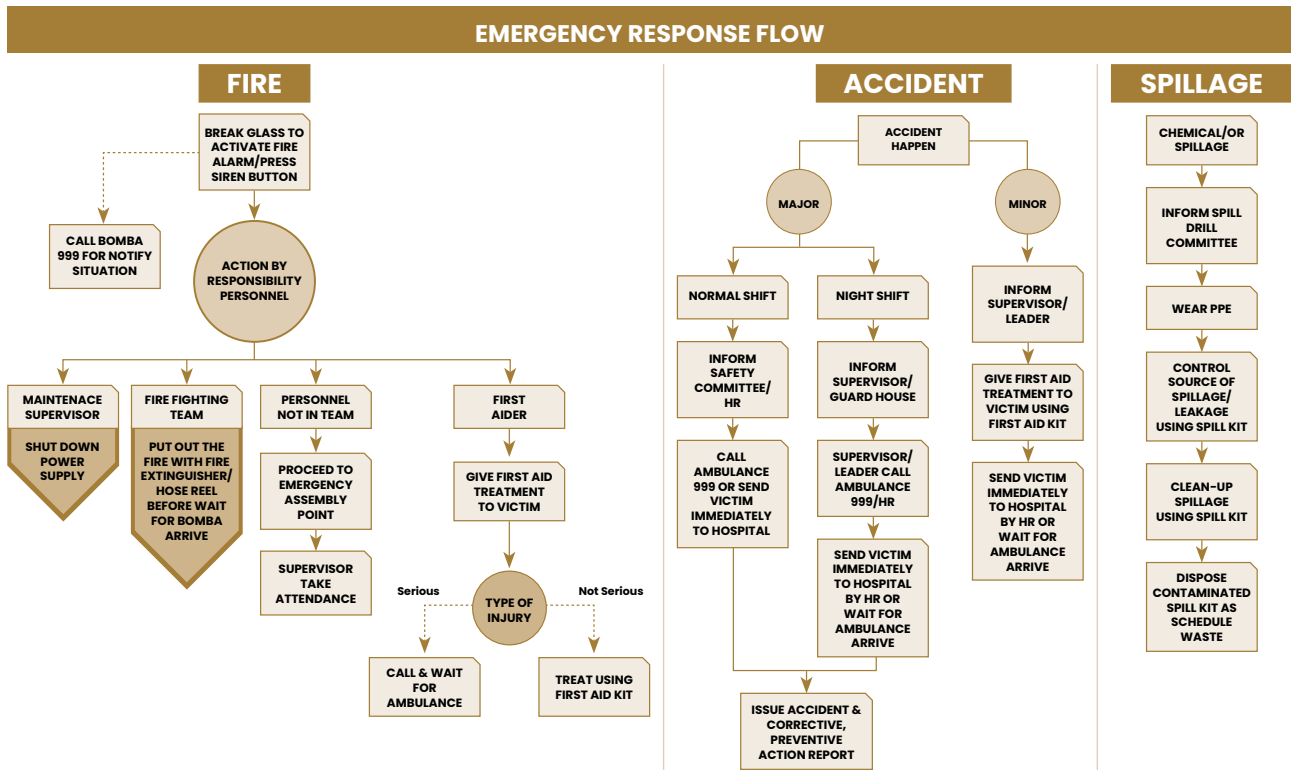 EMERGENCY RESPONSE FLOW
FIRE
BREAK GLASS TO
ACTIVATE FIRE
ALARM/PRESS
SIREN BUTTON
CALL BOMBA
999 FOR NOTIFY
SITUATION
ACTION BY
RESPONSIBILITY
PERSONNEL
MAINTENACE
SUPERVISOR
SHUT DOWN
POWER
SUPPLY
FIRE FIGHTING
TEAM
PUT OUT THE
FIRE WITH FIRE
EXTINGUISHER/
HOSE REEL
BEFORE WAIT
FOR BOMBA
ARRIVE
PERSONNEL
NOT IN TEAM
PROCEED TO
EMERGENCY
ASSEMBLY
POINT
SUPERVISOR
TAKE
ATTENDANCE
FIRST
AIDER
GIVE FIRST AID
TREATMENT
TO VICTIM
TYPE OF
INJURY
Serious
Not Serious
CALL & WAIT
FOR
AMBULANCE
TREAT USING
FIRST AID KIT
ACCIDENT
ACCIDENT
HAPPEN
MAJOR
MINOR
NORMAL SHIFT
INFORM
SAFETY
COMMITTEE/
HR
CALL
AMBULANCE
999 OR SEND
VICTIM
IMMEDIATELY
TO HOSPITAL
NIGHT SHIFT
INFORM
SUPERVISOR/
GUARD HOUSE
SUPERVISOR/
LEADER CALL
AMBULANCE
999/HR
SEND VICTIM
IMMEDIATELY
TO HOSPITAL
BY HR OR
WAIT FOR
AMBULANCE
ARRIVE
ISSUE ACCIDENT &
CORRECTIVE,
PREVENTIVE
ACTION REPORT
INFORM
SUPERVISOR/
LEADER
GIVE FIRST AID
TREATMENT TO
VICTIM USING
FIRST AID KIT
SEND VICTIM
IMMEDIATELY
TO HOSPITAL
BY HR OR
WAIT FOR
AMBULANCE
ARRIVE
SPILLAGE
CHEMICAL/OR
SPILLAGE
INFORM SPILL
DRILL
COMMITTEE
WEAR PPE
CONTROL
SOURCE OF
SPILLAGE/
LEAKAGE
USING SPILL KIT
CLEAN-UP
SPILLAGE
USING SPILL KIT
DISPOSE
CONTAMINATED
SPILL KIT AS
SCHEDULE
WASTE